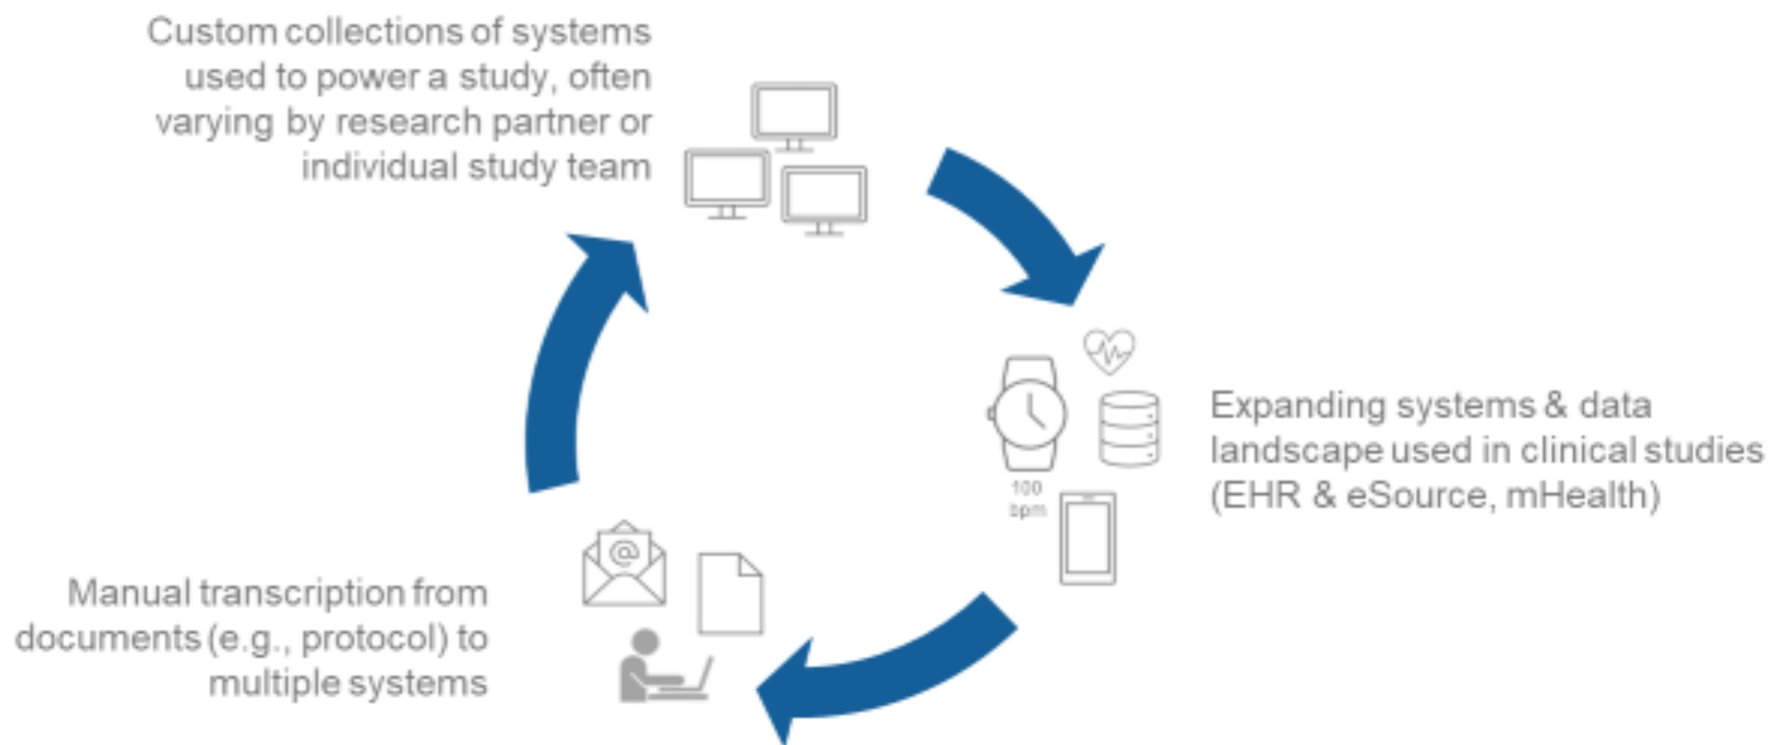 Custom collections of systems
used to power a study, often
varying by research partner or
individual study team
Expanding systems & data
landscape used in clinical studies
(EHR & eSource, mHealth)
100
bpm
@
Manual transcription from
documents (e.g., protocol) to
multiple systems